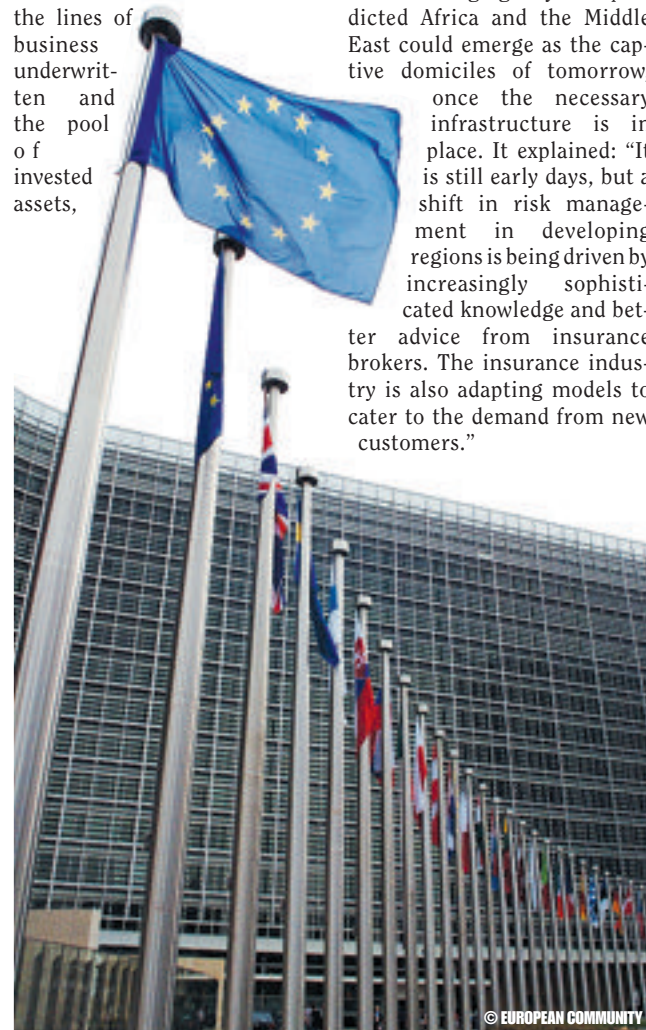 the lines of
business
underwrit-
ten and
the pool
o f
invested
assets,
dicted Africa and the Middle
East could emerge as the cap-
tive domiciles of tomorrow,
once the necessary
infrastructure is in
place. It explained: “It
is still early days, but a
shift in risk manage-
ment in developing
regions is being driven by
increasingly sophisti-
cated knowledge and bet-
ter advice from insurance
brokers. The insurance indus-
try is also adapting models to
cater to the demand from new
customers.”
© EUROPEAN COMMUNITY